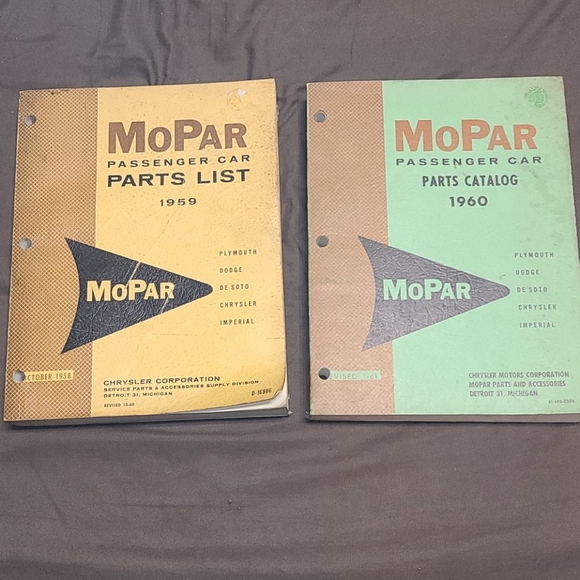 MOPAR
PASSENGER CAR
PARTS LIST
1959
MOPAR
PLYMOUTH
DODGE
DE SOTO
CHRYSLER
IMPERIAL
CTOBER 1958
CHRYSLER CORPORATION
SERVICE PARTS & ACCESSORIES SUPPLY DIVISION
DETROIT 31, MICHIGAN
REVISED
MOPAR
PASSENGER CAR
PARTS CATALOG
1960
MOPAR
PLYMOUTH
DODGE
DE SOTO
CHRYSLER
IMPERIAL
CHRYSLER MOTORS CORPORATION
MOPAR PARTS AND ACCESSORIES
DETROIT 31, MICHIGAN